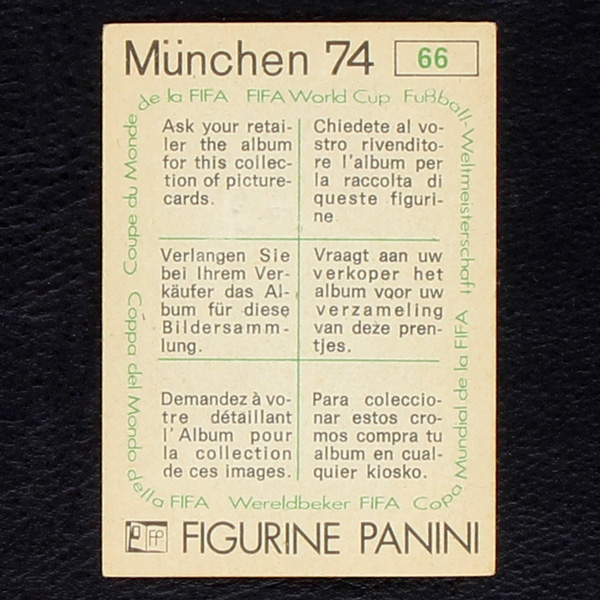 München 74
66
de la FIFA FIFA World Cup Fußball-Weltmeisterschaft
Ask your retai-
ler the album
for this collec-
tion of picture-
cards.
Chiedete al vo-
stro rivendito-
re l'album per
la raccolta di
queste figuri-
ne
Verlangen Sie
bei Ihrem Ver-
käufer das Al-
bum für diese
Bildersamm-
lung.
Vraagt aan uw
verkoper het
album voor uw
verzameling
van deze pren-
tjes.
Demandez à vo-
tre détaillant
l'Album pour
la collection
de ces images.
Para coleccio-
nar estos cro-
mos compra tu
album en cual-
quier kiosko.
Copa Mundial de la FIFA
Wereldbeker FIFA
Coppa del Mondo della FIFA
Coupe du Monde
FP
FIGURINE PANINI